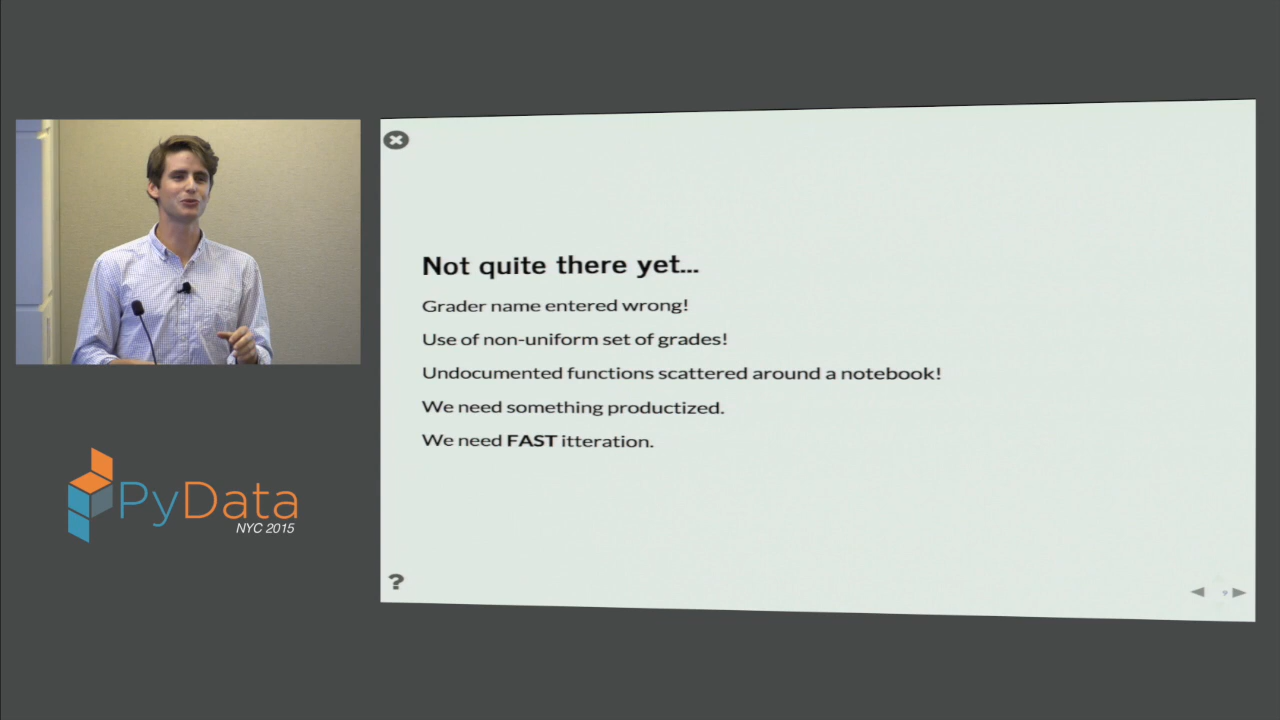 Not quite there yet...
Grader name entered wrong!
Use of non-uniform set of grades!
Undocumented functions scattered around a notebook!
We need something productized.
We need FAST itteration.
?
PyData
NYC 2015